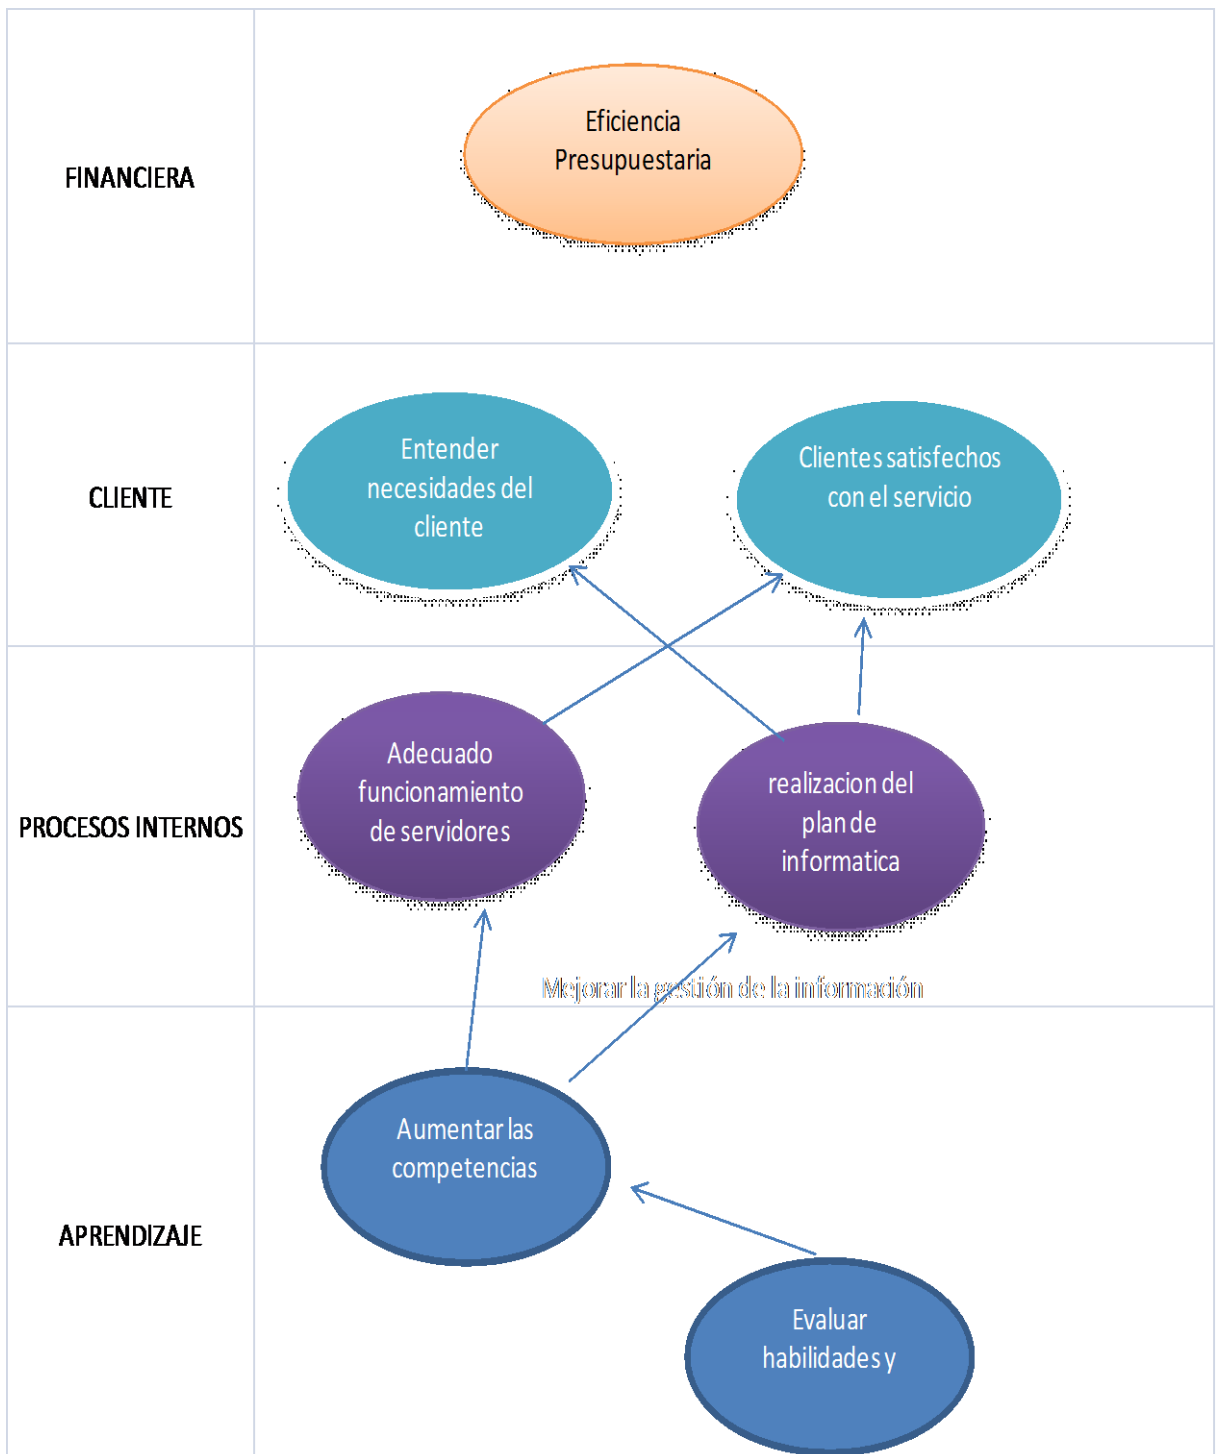 FINANCIERA
Eficiencia
Presupuestaria
CLIENTE
Entender
necesidades del
cliente
Clientes satisfechos
con el servicio
PROCESOS INTERNOS
Adecuado
funcionamiento
de servidores
realizacion del
plan de
informatica
Mejorar la gestión de la información
APRENDIZAJE
Aumentar las
competencias
Evaluar
habilidades y